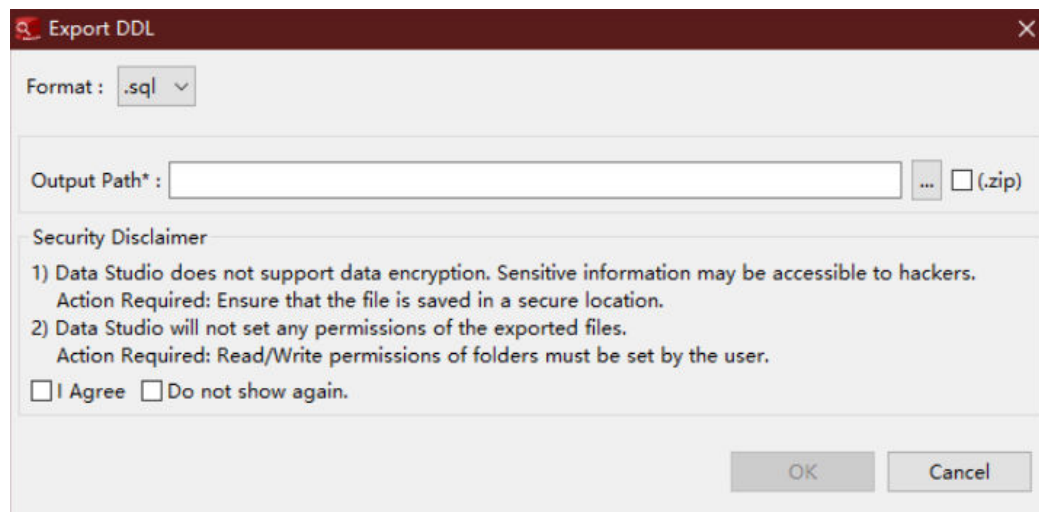 Export DDL
Format : .sql
Output Path* : ... (.zip)
Security Disclaimer
1) Data Studio does not support data encryption. Sensitive information may be accessible to hackers.
Action Required: Ensure that the file is saved in a secure location.
2) Data Studio will not set any permissions of the exported files.
Action Required: Read/Write permissions of folders must be set by the user.
I Agree Do not show again.
OK Cancel